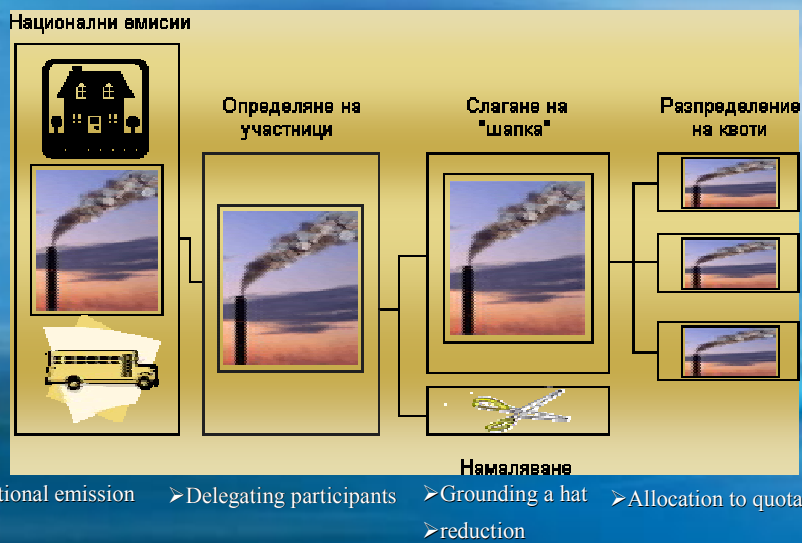 Национални емисии
Определяне на
участници
Слагане на
"шапка"
Разпределение
на квоти
Намаляване
tional emission
➢Delegating participants
➢Grounding a hat
➢reduction
➢Allocation to quota